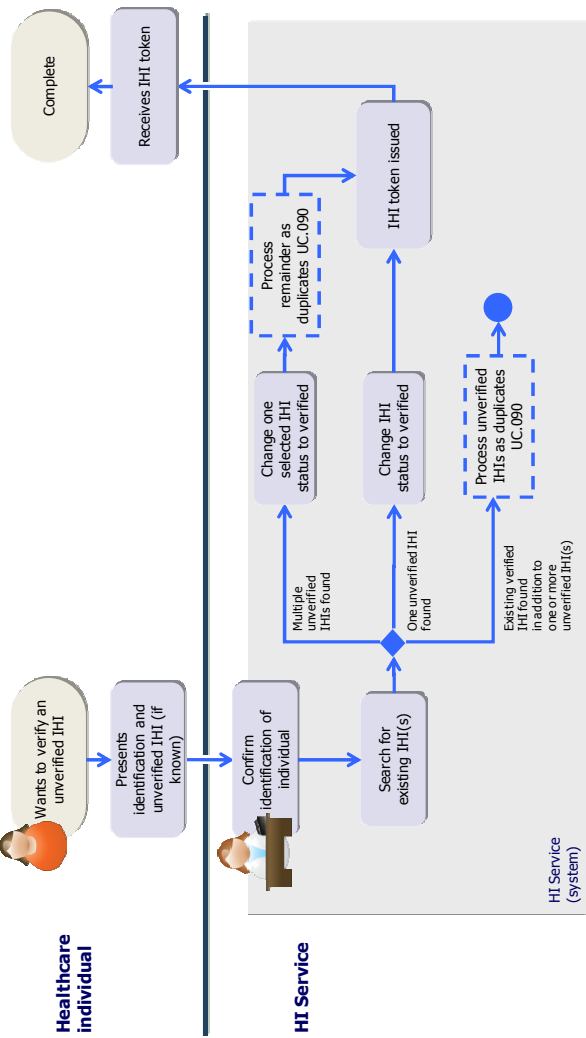 Healthcare
individual
Wants to verify an
unverified IHI
Presents
identification and
unverified IHI (if
known)
Receives IHI token
Complete
HI Service
Confirm
identification of
individual
Search for
existing IHI(s)
Multiple
unverified
IHIs found
Change one
selected IHI
status to verified
Process
remainder as
duplicates UC.090
One unverified IHI
found
Change IHI
status to verified
IHI token issued
Existing verified
IHI found
in addition to
one or more
unverified IHI(s)
Process unverified
IHIs as duplicates
UC.090
HI Service
(system)